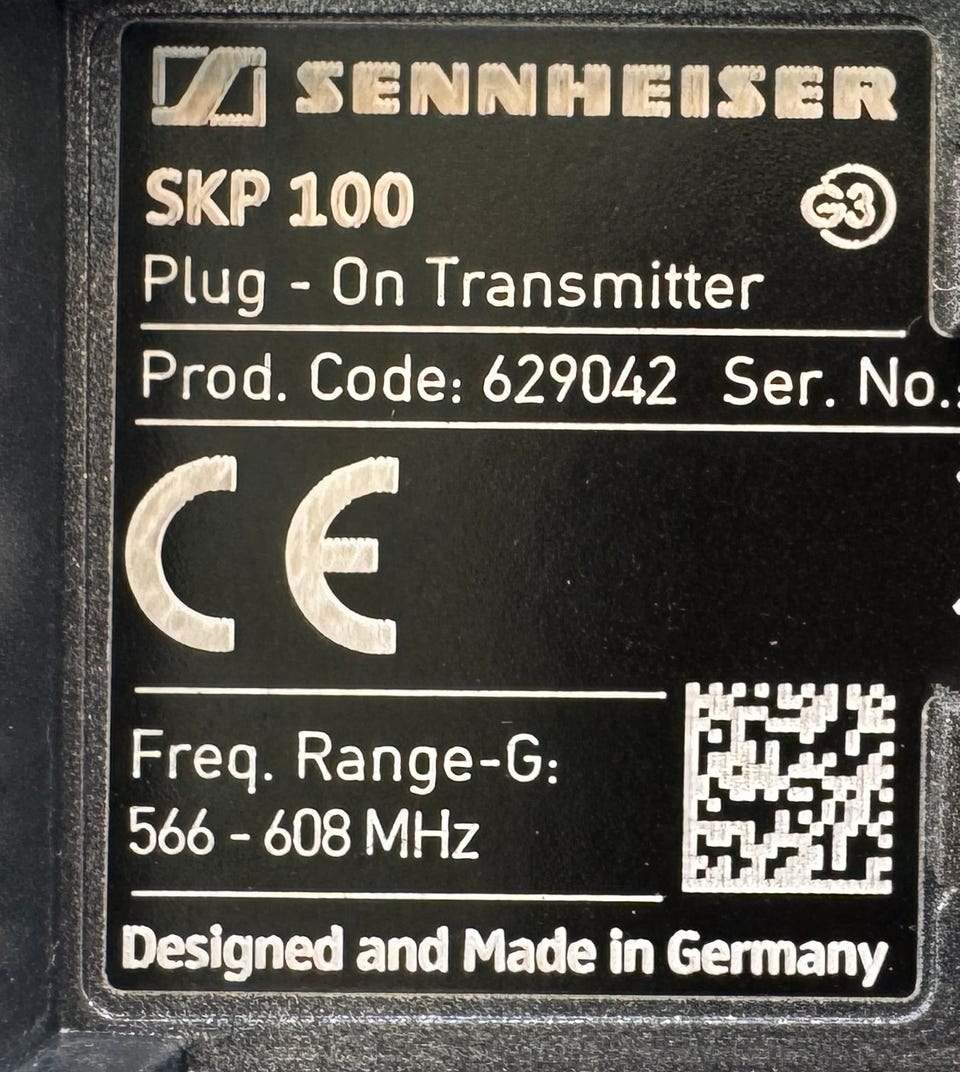 SENNHEISER
SKP 100 G3
Plug - On Transmitter
Prod. Code: 629042 Ser. No.:
CE
Freq. Range-G:
566 - 608 MHz
Designed and Made in Germany